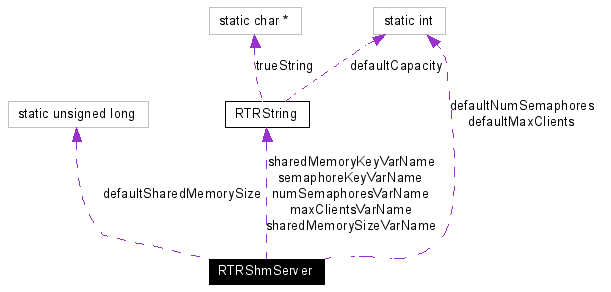 static char *
static int
trueString
defaultCapacity
static unsigned long
RTRString
defaultNumSemaphores
defaultMaxClients
defaultSharedMemorySize
sharedMemoryKeyVarName
semaphoreKeyVarName
numSemaphoresVarName
maxClientsVarName
sharedMemorySizeVarName
RTRShmServer